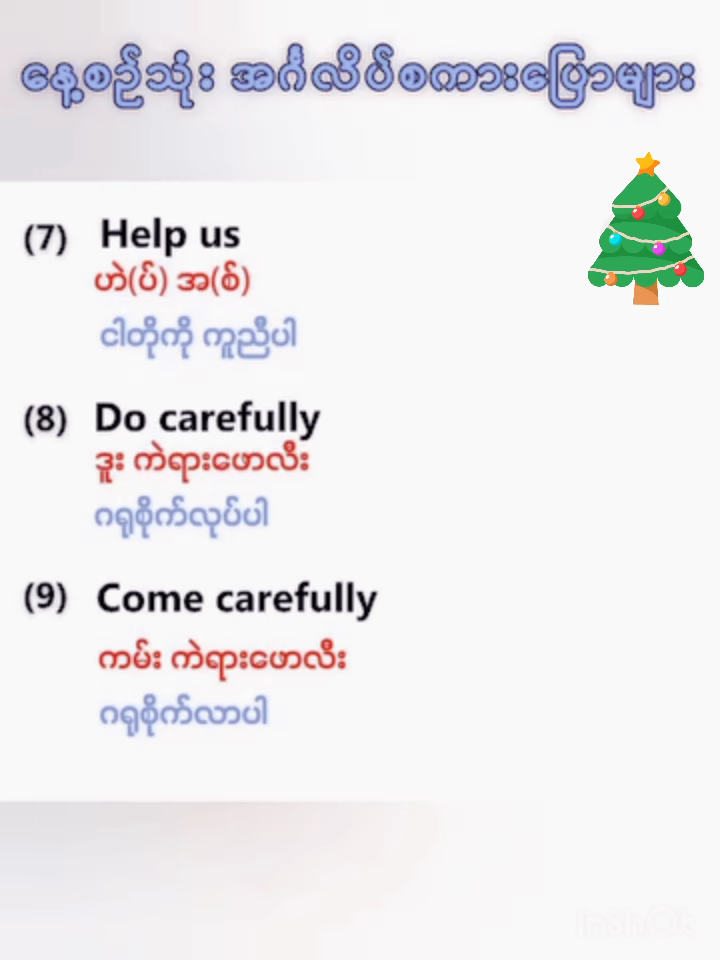 နေ့စဉ်သုံး အင်္ဂလိပ်စကားပြောများ
(7) Help us
ဟဲ(ပ်) အ(စ်)
ငါတို့ကို ကူညီပါ
(8) Do carefully
ဒူး ကဲရားဖောလီး
ဂရုစိုက်လုပ်ပါ
(9) Come carefully
ကမ်း ကဲရားဖောလီး
ဂရုစိုက်လာပါ
InShOt